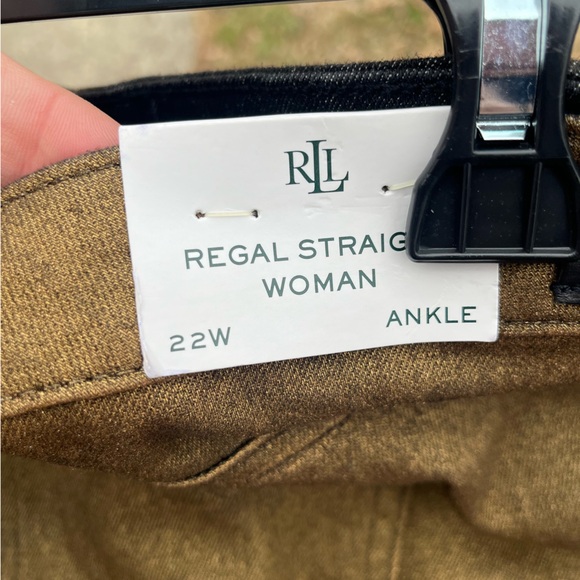 RLL
REGAL STRAIG
WOMAN
22W ANKLE